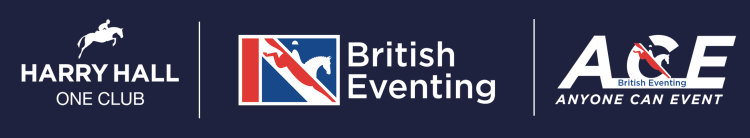 HARRY HALL
ONE CLUB
British
Eventing
ACE
British Eventing
ANYONE CAN EVENT